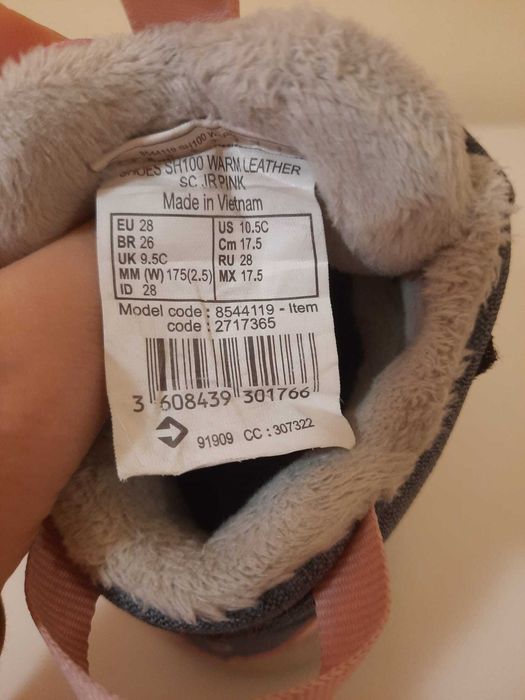 8544119 SH100 W
SHOES SH100 WARM LEATHER
SC JR PINK
Made in Vietnam
EU 28 US 10.5C
BR 26 Cm 17.5
UK 9.5C RU 28
MM (W) 175(2.5) MX 17.5
ID 28
Model code : 8544119 - Item
code : 2717365
3 608439 301766
91909 CC : 307322